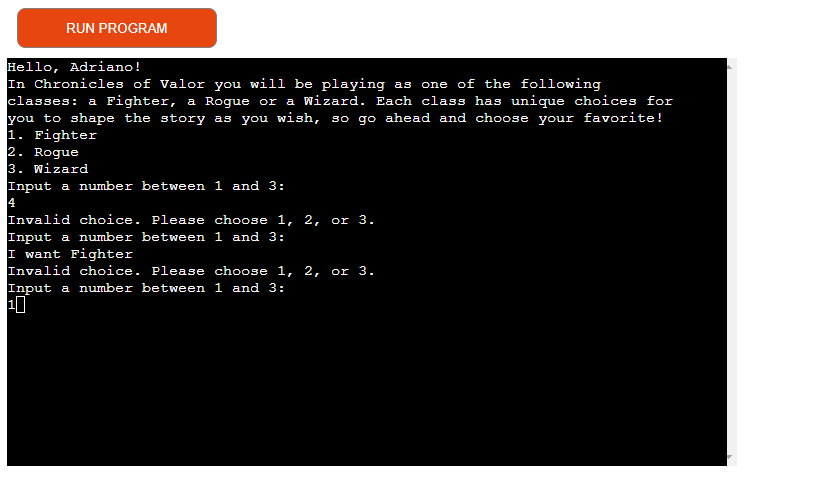 RUN PROGRAM
Hello, Adriano!
In Chronicles of Valor you will be playing as one of the following
classes: a Fighter, a Rogue or a Wizard. Each class has unique choices for
you to shape the story as you wish, so go ahead and choose your favorite!
1. Fighter
2. Rogue
3. Wizard
Input a number between 1 and 3:
4
Invalid choice. Please choose 1, 2, or 3.
Input a number between 1 and 3:
I want Fighter
Invalid choice. Please choose 1, 2, or 3.
Input a number between 1 and 3:
1